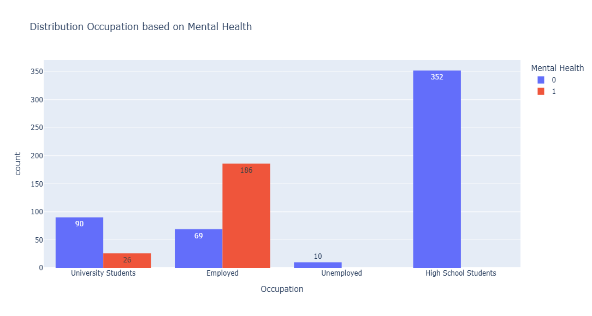 Distribution Occupation based on Mental Health
Mental Health
0
1
count
350
300
250
200
150
100
50
0
90
26
69
186
10
352
University Students
Employed
Unemployed
High School Students
Occupation